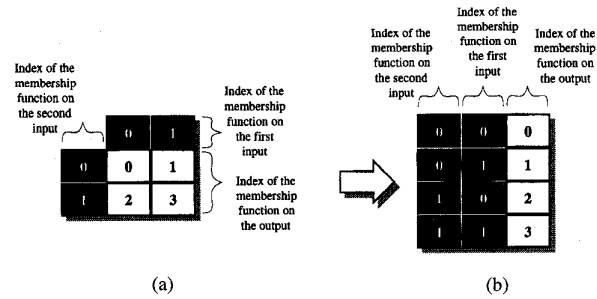 Index of the
membership
function on
the second
input
0 1
Index of the
membership
function on
the first
input
0 0 1
1 2 3
Index of the
membership
function on
the output
(a)
Index of the
membership
function on
the second
input
Index of the
membership
function on
the first
input
Index of the
membership
function on
the output
0 0 0
0 1 1
1 0 2
1 1 3
(b)